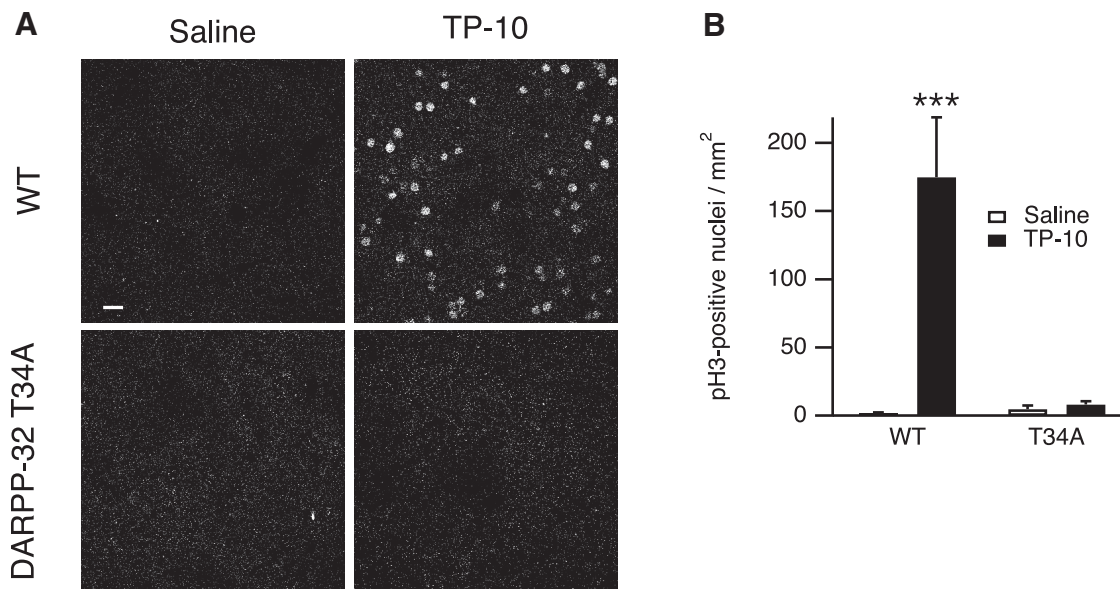 A
Saline
TP-10
WT
DARPP-32 T34A
B
***
pH3-positive nuclei / mm²
200
150
100
50
0
Saline
TP-10
WT
T34A